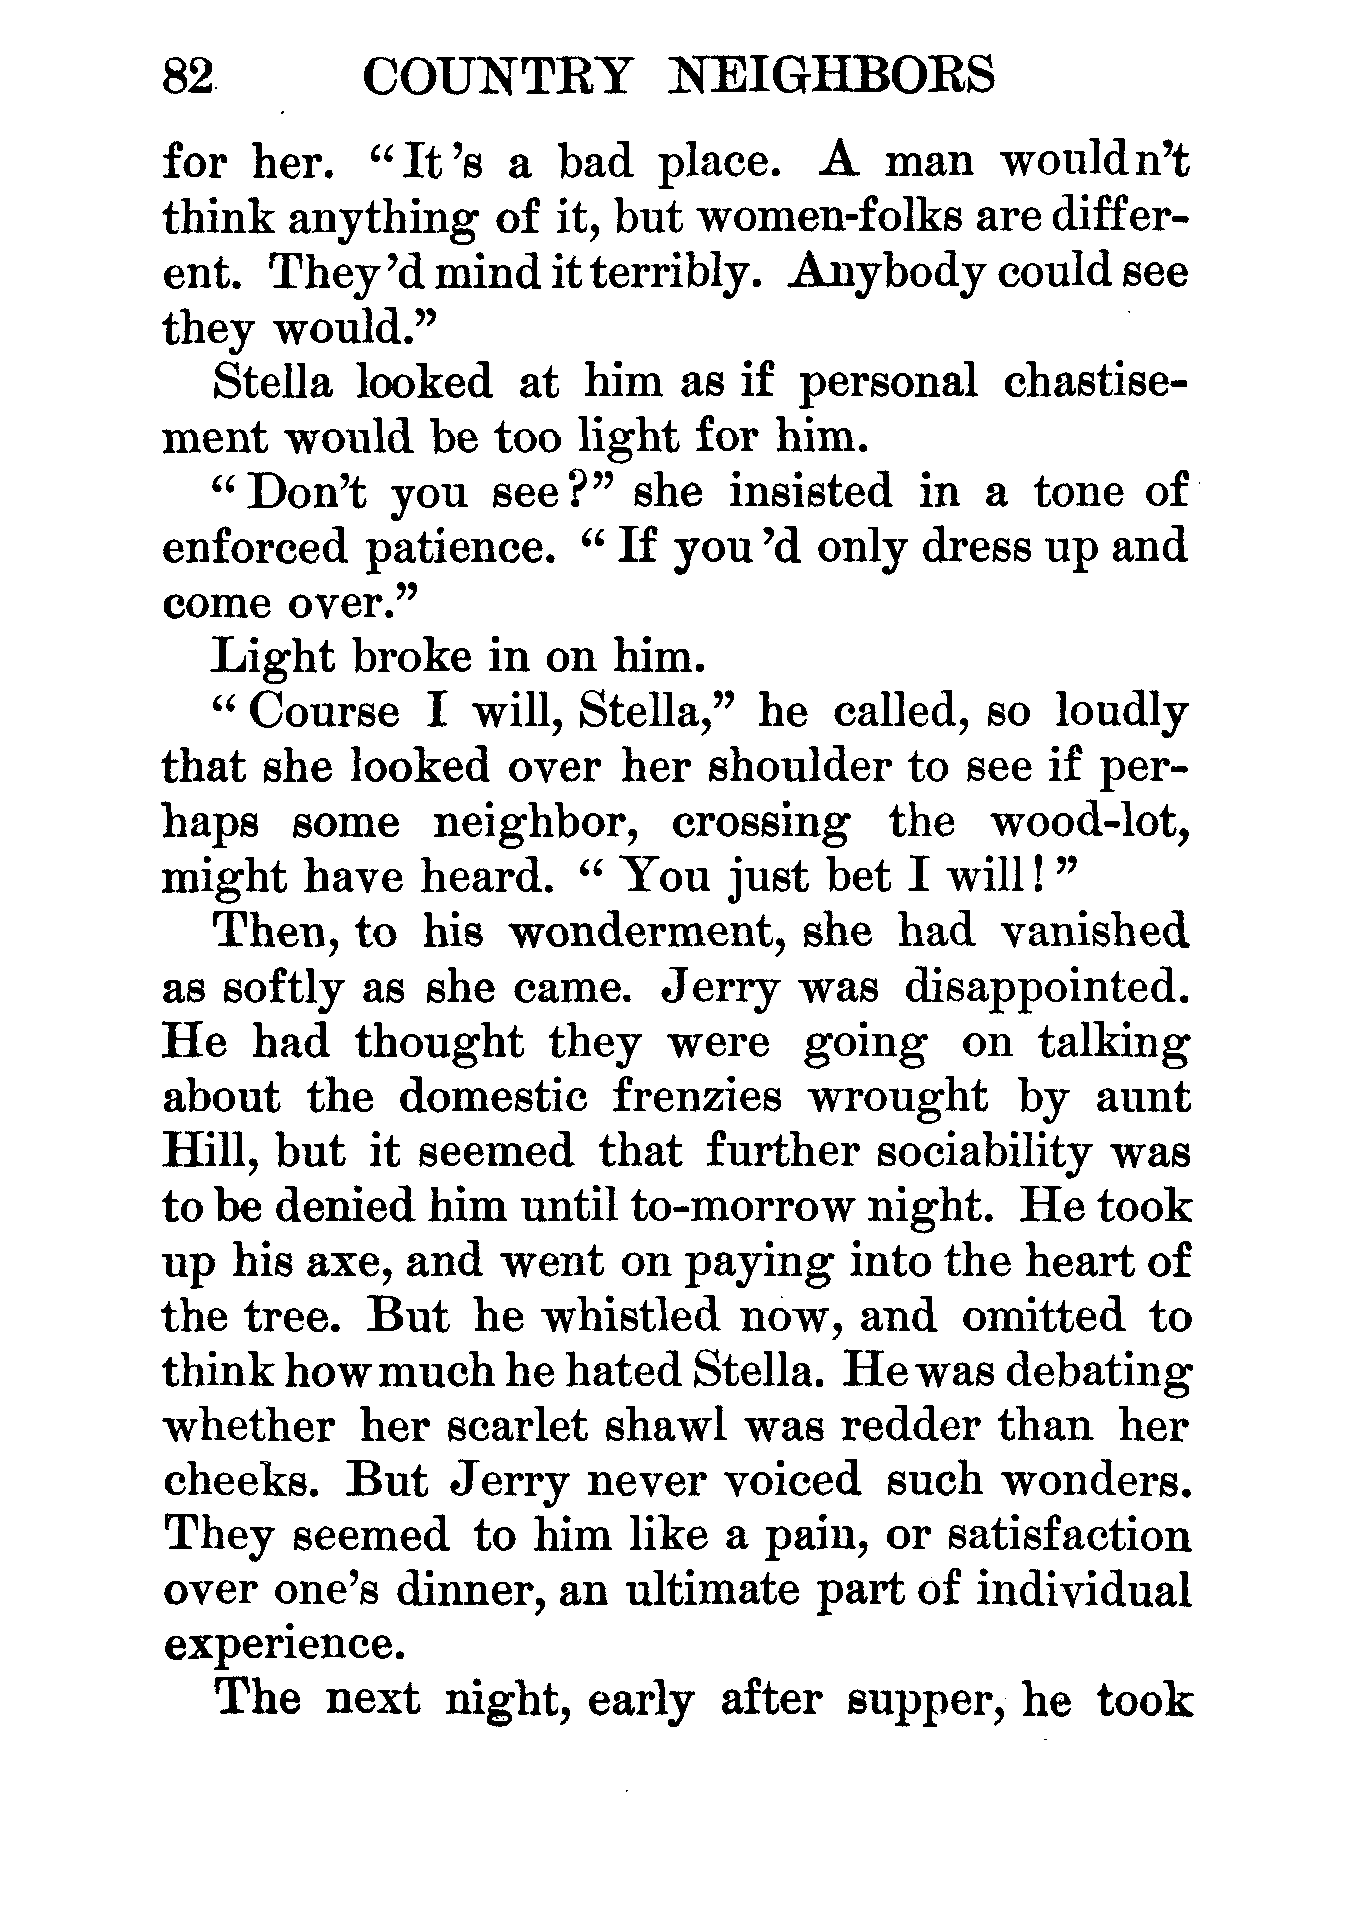 82 COUNTRY NEIGHBORS
for her. "It's a bad place. A man wouldn't
think anything of it, but women-folks are differ-
ent. They'd mind it terribly. Anybody could see
they would."
Stella looked at him as if personal chastise-
ment would be too light for him.
"Don't you see?" she insisted in a tone of
enforced patience. "If you'd only dress up and
come over."
Light broke in on him.
"Course I will, Stella," he called, so loudly
that she looked over her shoulder to see if per-
haps some neighbor, crossing the wood-lot,
might have heard. "You just bet I will!"
Then, to his wonderment, she had vanished
as softly as she came. Jerry was disappointed.
He had thought they were going on talking
about the domestic frenzies wrought by aunt
Hill, but it seemed that further sociability was
to be denied him until to-morrow night. He took
up his axe, and went on paying into the heart of
the tree. But he whistled now, and omitted to
think how much he hated Stella. He was debating
whether her scarlet shawl was redder than her
cheeks. But Jerry never voiced such wonders.
They seemed to him like a pain, or satisfaction
over one's dinner, an ultimate part of individual
experience.
The next night, early after supper, he took